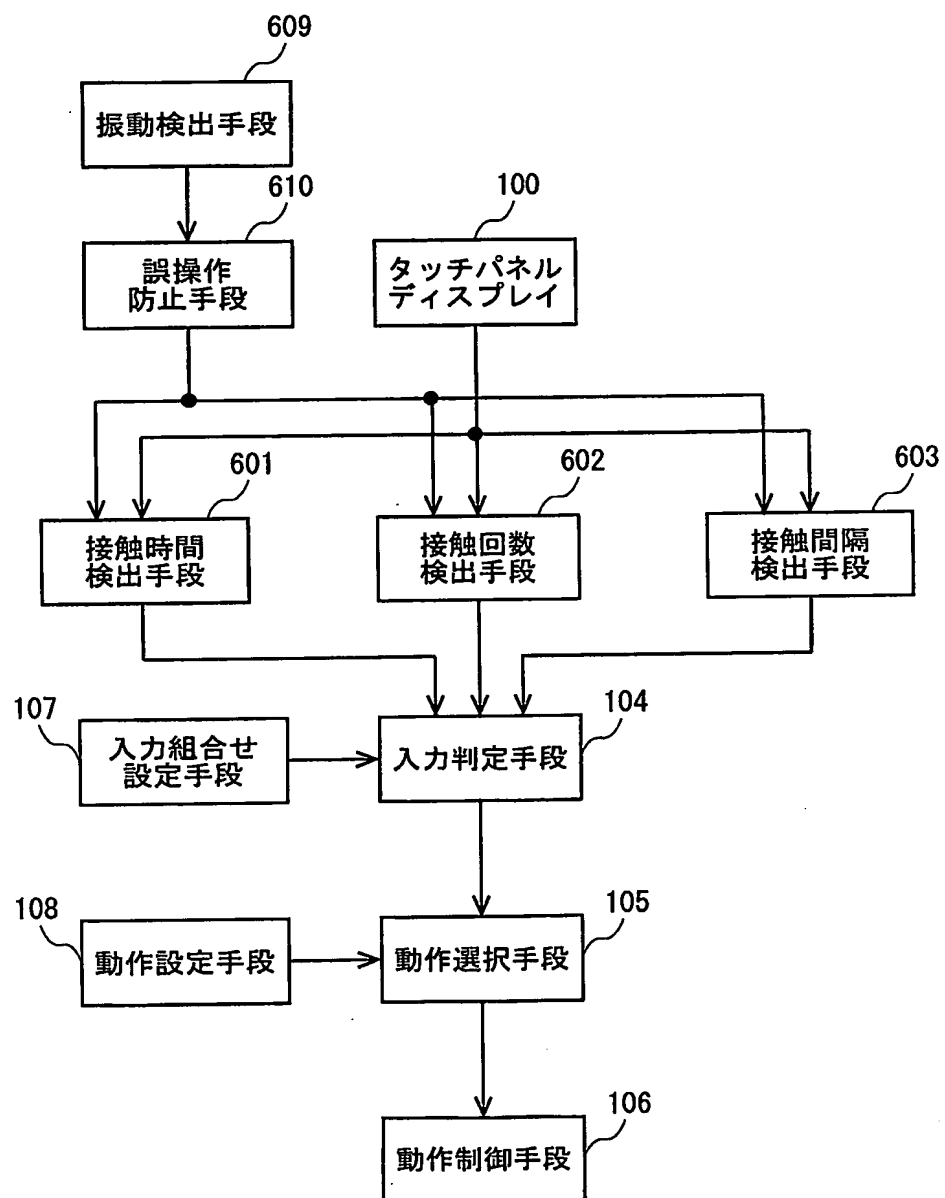 609
振動検出手段
610
誤操作
防止手段
100
タッチパネル
ディスプレイ
601
接触時間
検出手段
602
接触回数
検出手段
603
接触間隔
検出手段
107
入力組合せ
設定手段
104
入力判定手段
108
動作設定手段
105
動作選択手段
106
動作制御手段